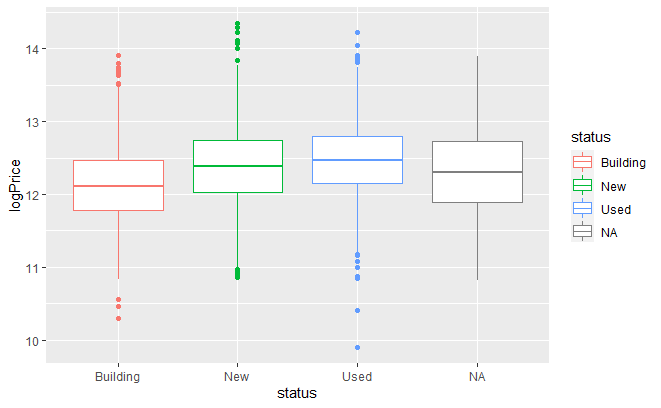 logPrice
14
13
12
11
10
Building
New
Used
NA
status
status
Building
New
Used
NA